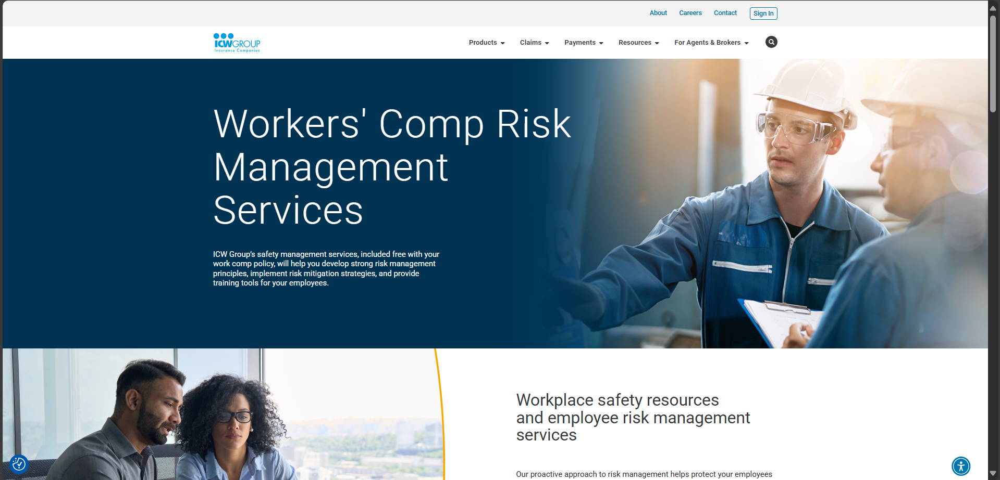 About Careers Contact Sign In
ICWGROUP
Insurance Companies
Products Claims Payments Resources For Agents & Brokers
Workers' Comp Risk
Management
Services
ICW Group’s safety management services, included free with your
work comp policy, will help you develop strong risk management
principles, implement risk mitigation strategies, and provide
training tools for your employees.
Workplace safety resources
and employee risk management
services
Our proactive approach to risk management helps protect your employees